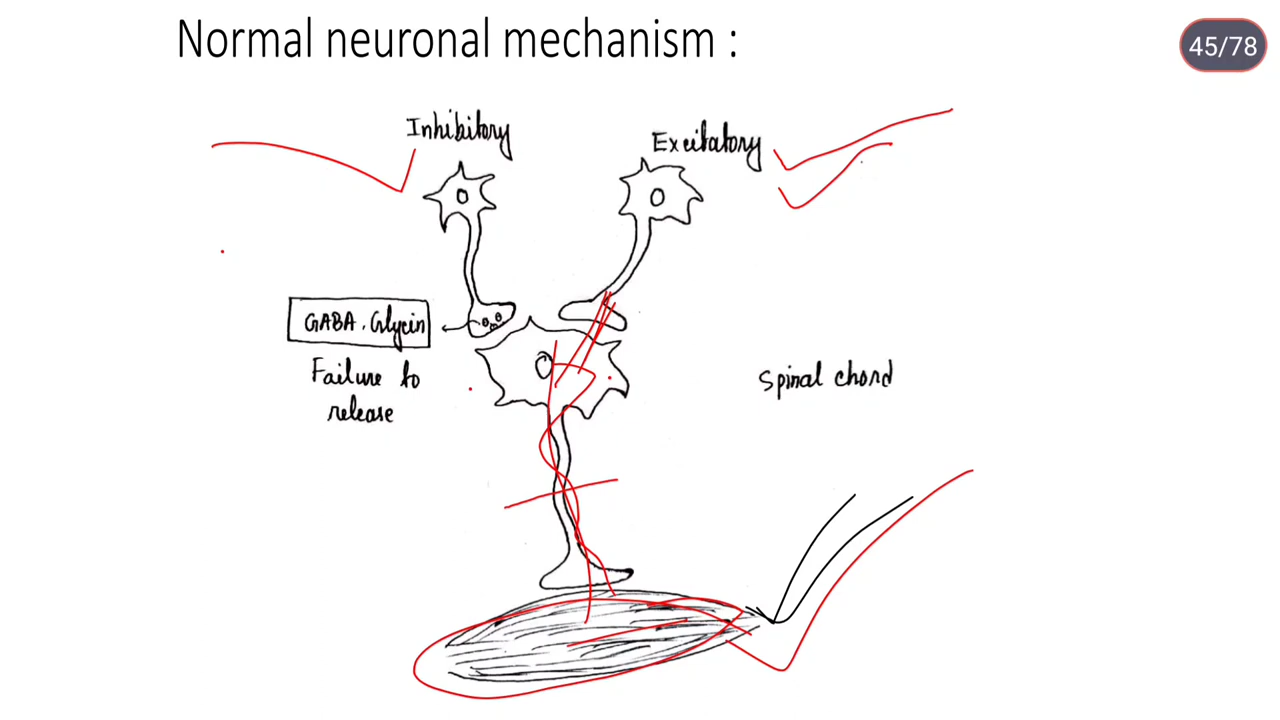 Normal neuronal mechanism :
45/78
Inhibitory
Excitatory
GABA, Glycin
Failure to
release
Spinal chord